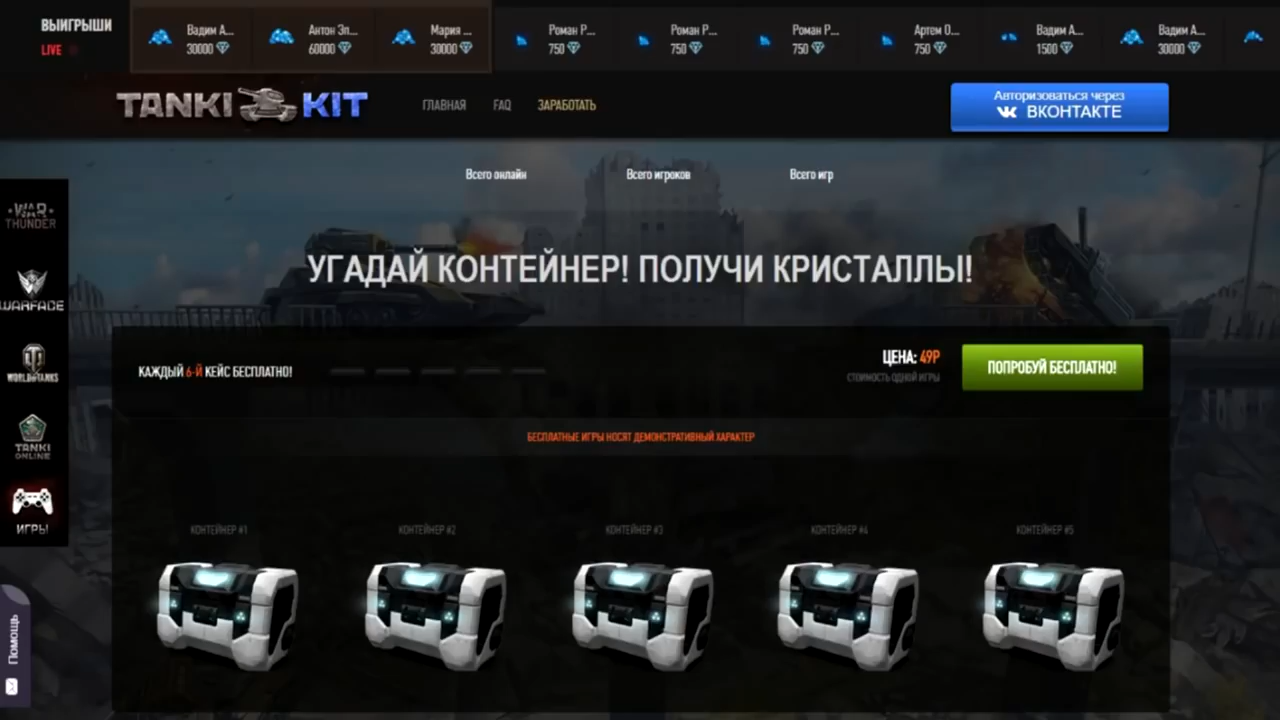 ВЫИГРЫШИ
LIVE
Вадим А...
30000
Антон Эл...
60000
Мария ...
30000
Роман Р...
750
Роман Р...
750
Роман Р...
750
Артем О...
750
Вадим А...
1500
Вадим А...
30000
TANKI KIT
ГЛАВНАЯ FAQ ЗАРАБОТАТЬ
Авторизоваться через
ВКОНТАКТЕ
Всего онлайн Всего игроков Всего игр
WAR THUNDER
WARFACE
WORLD OF TANKS
TANKI ONLINE
ИГРЫ
УГАДАЙ КОНТЕЙНЕР! ПОЛУЧИ КРИСТАЛЛЫ!
КАЖДЫЙ 6-Й КЕЙС БЕСПЛАТНО!
ЦЕНА: 49Р
СТОИМОСТЬ ОДНОЙ ИГРЫ
ПОПРОБУЙ БЕСПЛАТНО!
БЕСПЛАТНЫЕ ИГРЫ НОСЯТ ДЕМОНСТРАТИВНЫЙ ХАРАКТЕР
КОНТЕЙНЕР #1 КОНТЕЙНЕР #2 КОНТЕЙНЕР #3 КОНТЕЙНЕР #4 КОНТЕЙНЕР #5
Помощь